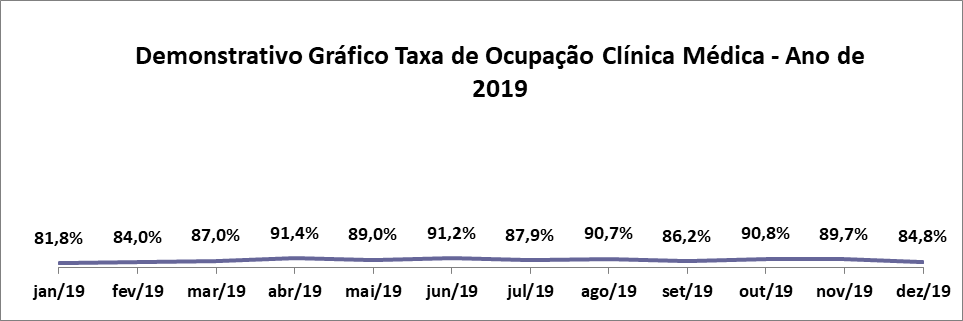 Demonstrativo Gráfico Taxa de Ocupação Clínica Médica - Ano de
2019
81,8% 84,0% 87,0% 91,4% 89,0% 91,2% 87,9% 90,7% 86,2% 90,8% 89,7% 84,8%
jan/19 fev/19 mar/19 abr/19 mai/19 jun/19 jul/19 ago/19 set/19 out/19 nov/19 dez/19